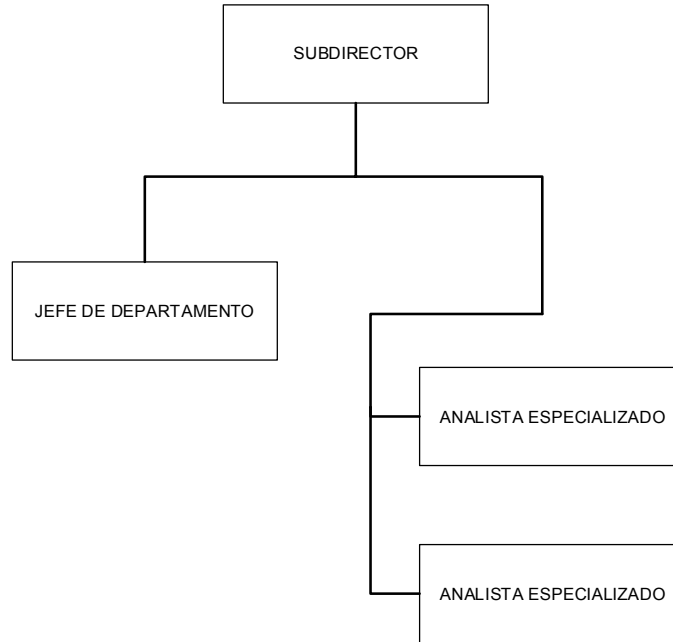 SUBDIRECTOR
JEFE DE DEPARTAMENTO
ANALISTA ESPECIALIZADO
ANALISTA ESPECIALIZADO